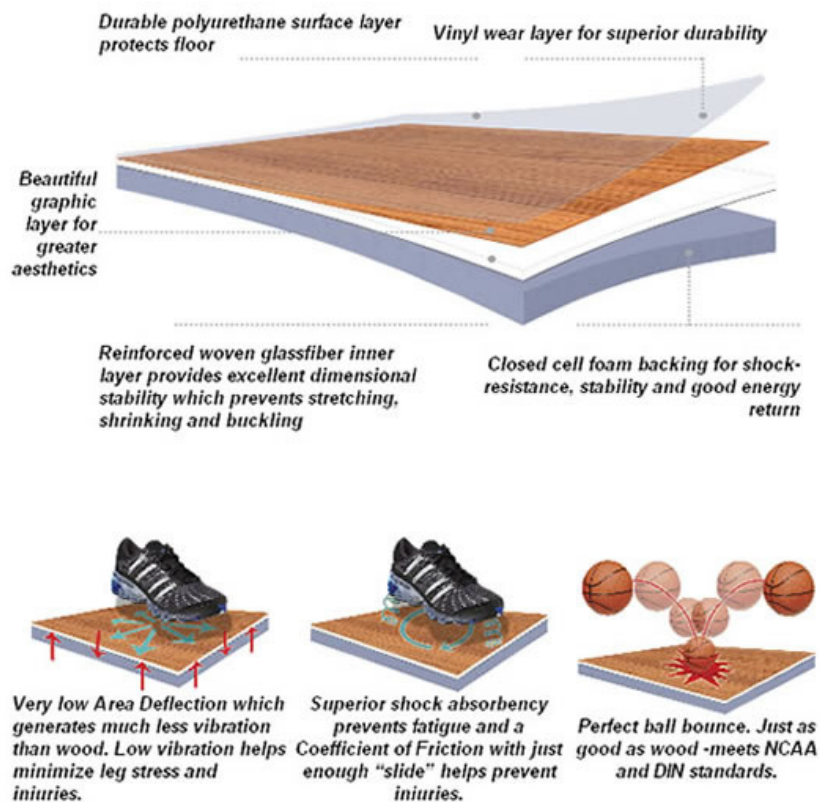 Durable polyurethane surface layer
protects floor
Vinyl wear layer for superior durability
Beautiful
graphic
layer for
greater
aesthetics
Reinforced woven glassfiber inner
layer provides excellent dimensional
stability which prevents stretching,
shrinking and buckling
Closed cell foam backing for shock-
resistance, stability and good energy
return
Very low Area Deflection which
generates much less vibration
than wood. Low vibration helps
minimize leg stress and
iniuries.
Superior shock absorbency
prevents fatigue and a
Coefficient of Friction with just
enough “slide” helps prevent
iniuries.
Perfect ball bounce. Just as
good as wood -meets NCAA
and DIN standards.